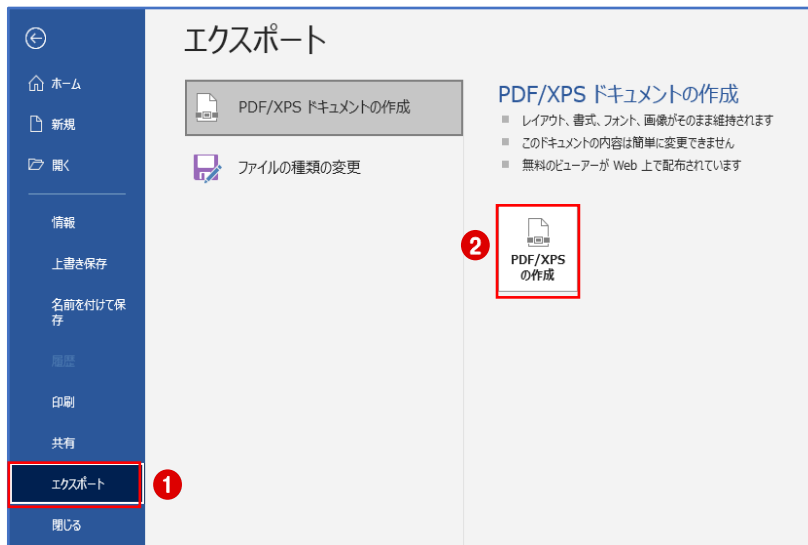 エクスポート
ホーム
新規
開く
情報
上書き保存
名前を付けて保
存
履歴
印刷
共有
エクスポート
1
閉じる
PDF/XPS ドキュメントの作成
ファイルの種類の変更
PDF/XPS ドキュメントの作成
レイアウト、書式、フォント、画像がそのまま維持されます
このドキュメントの内容は簡単に変更できません
無料のビューアーが Web 上で配布されています
2
PDF/XPS
の作成